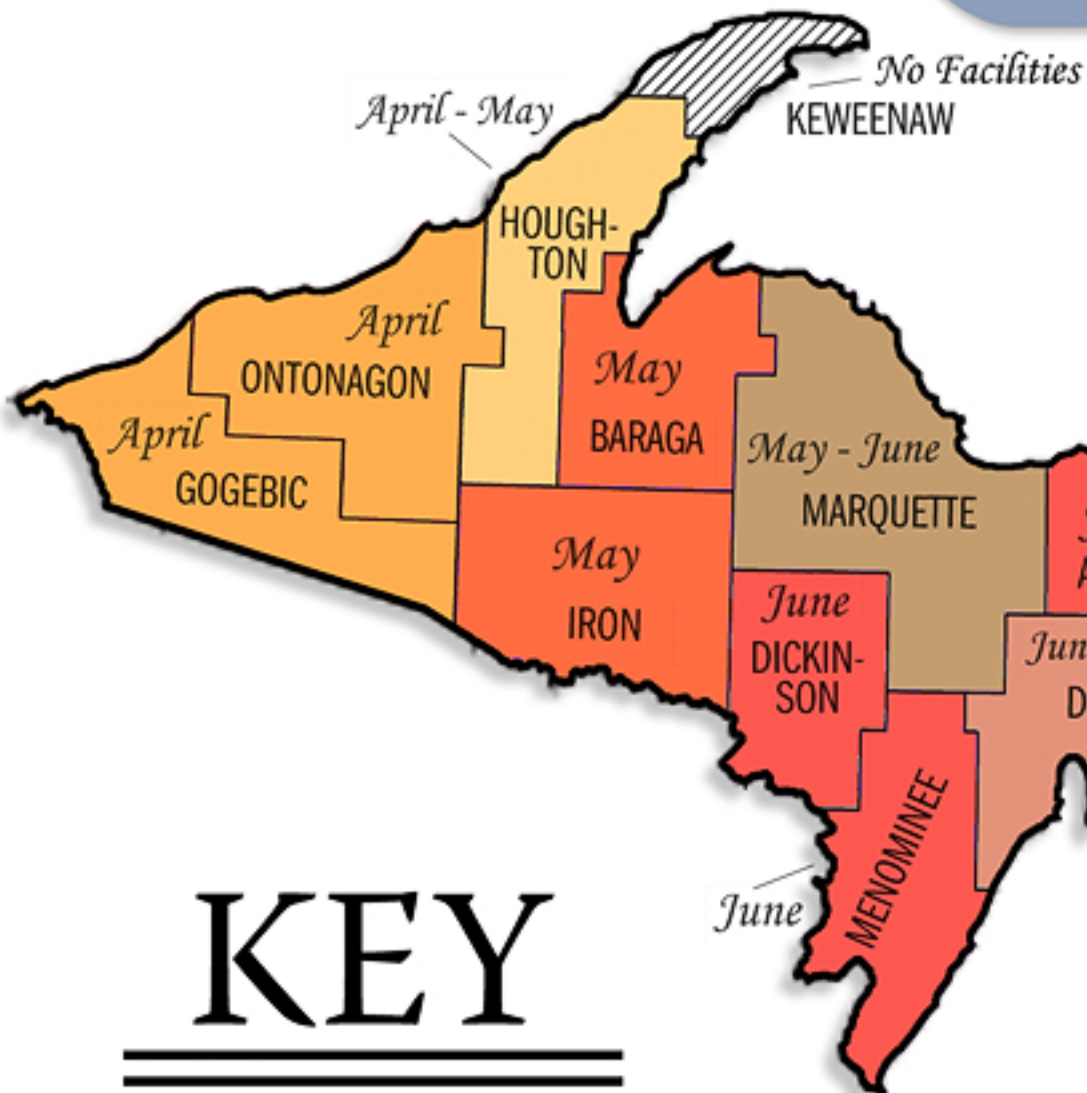 No Facilities
KEWEENAW
April - May
HOUGH-
TON
April
ONTONAGON
May
BARAGA
April
GOGEBIC
May - June
MARQUETTE
May
IRON
June
DICKIN-
SON
June
MENOMINEE
KEY